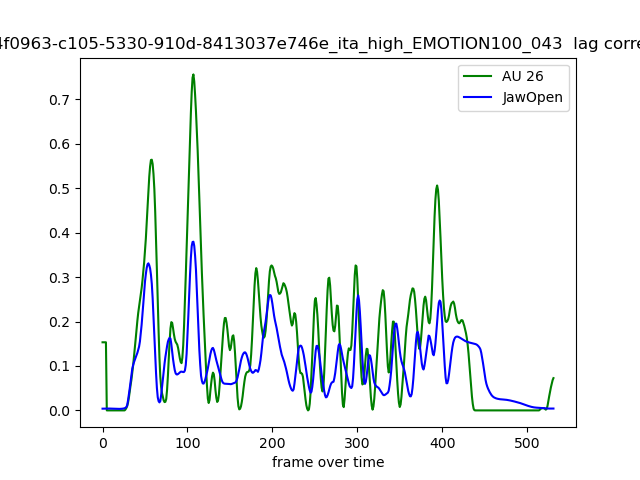 4f0963-c105-5330-910d-8413037e746e_ita_high_EMOTION100_043 lag corre
AU 26
JawOpen
0.7
0.6
0.5
0.4
0.3
0.2
0.1
0.0
0 100 200 300 400 500
frame over time